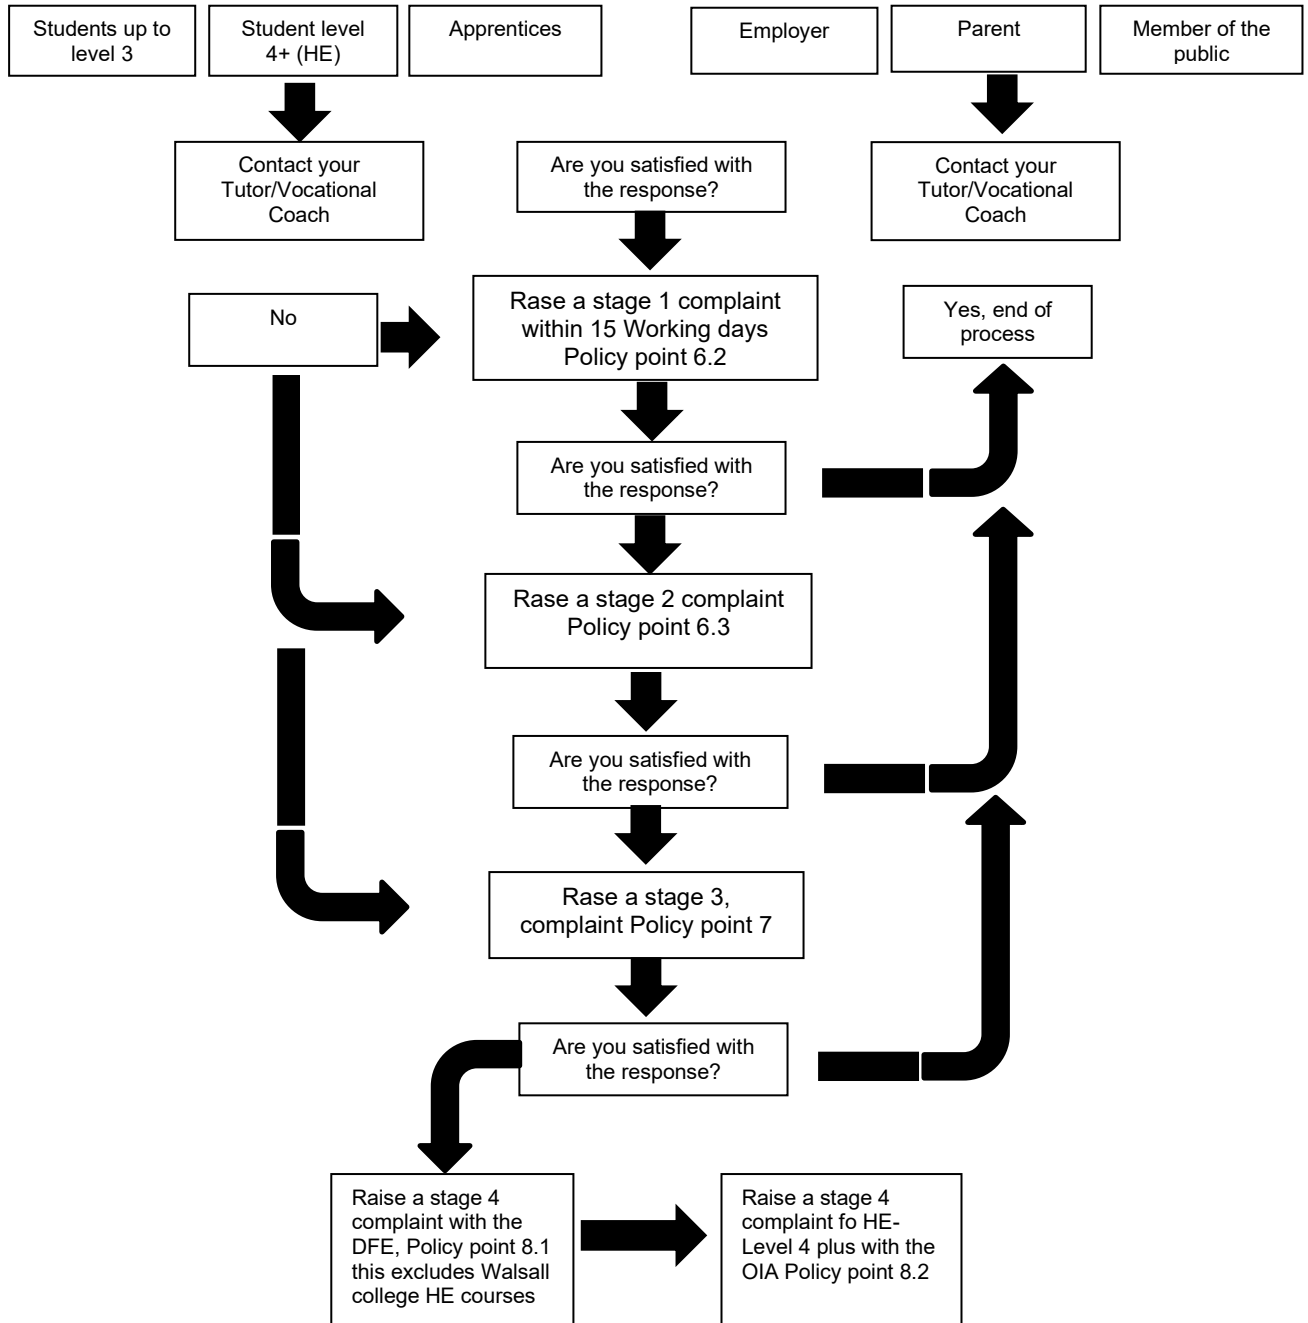 Students up to
level 3
Student level
4+ (HE)
Apprentices
Employer
Parent
Member of the
public
Contact your
Tutor/Vocational
Coach
Are you satisfied with
the response?
Contact your
Tutor/Vocational
Coach
No
Rase a stage 1 complaint
within 15 Working days
Policy point 6.2
Yes, end of
process
Are you satisfied with
the response?
Rase a stage 2 complaint
Policy point 6.3
Are you satisfied with
the response?
Rase a stage 3,
complaint Policy point 7
Are you satisfied with
the response?
Raise a stage 4
complaint with the
DFE, Policy point 8.1
this excludes Walsall
college HE courses
Raise a stage 4
complaint fo HE-
Level 4 plus with the
OIA Policy point 8.2